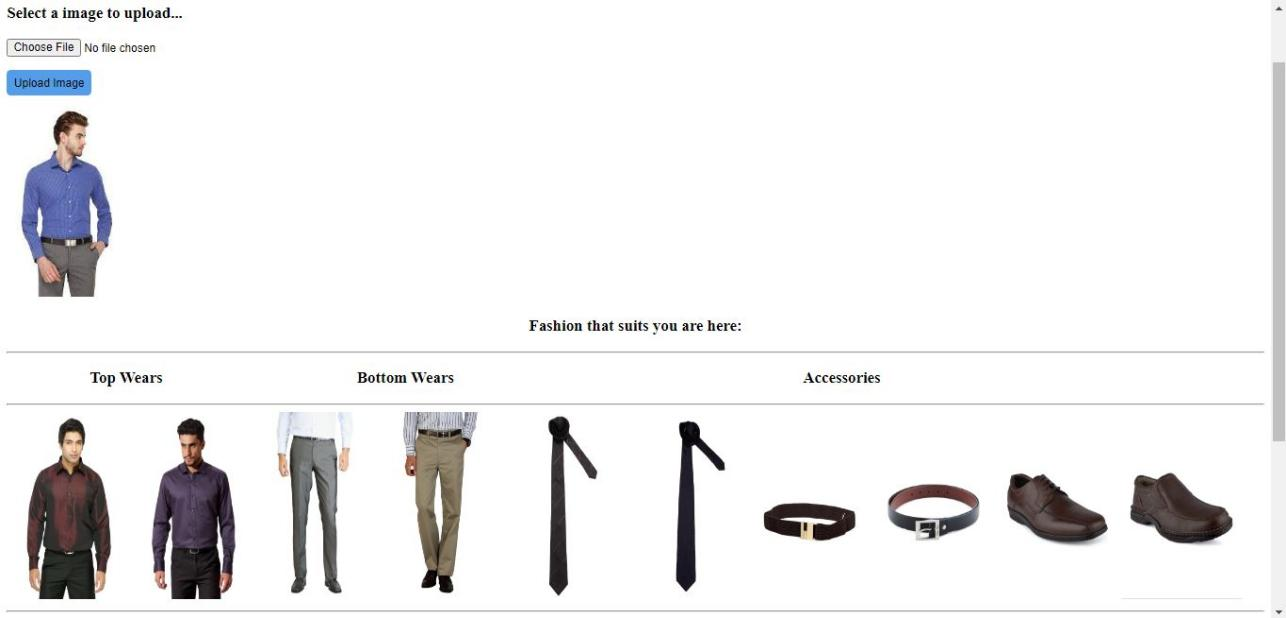 Select a image to upload...
Choose File No file chosen
Upload Image
Fashion that suits you are here:
Top Wears Bottom Wears Accessories